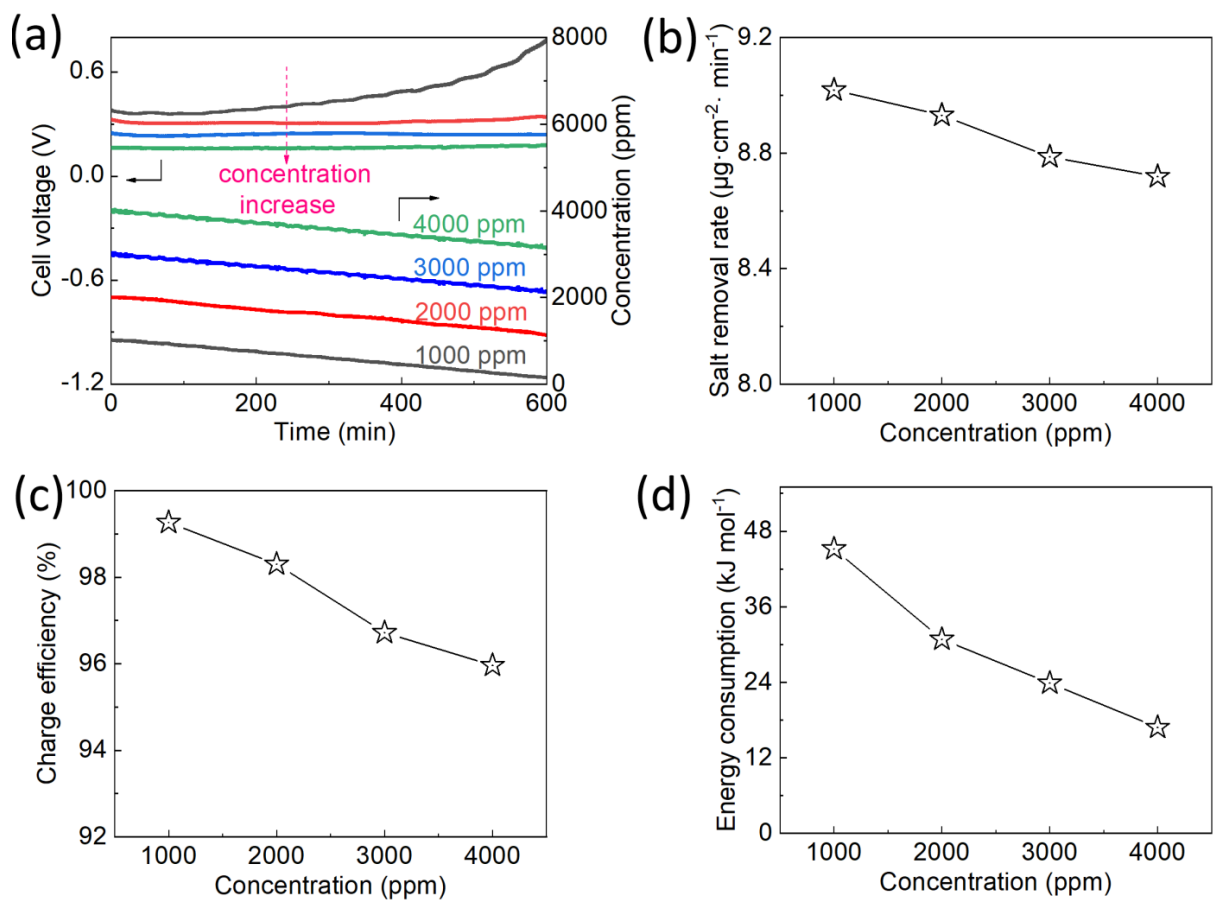 (a)
Cell voltage (V)
0.6
0.0
-0.6
-1.2
0
200
400
600
Time (min)
8000
6000
4000
2000
0
Concentration (ppm)
concentration
increase
4000 ppm
3000 ppm
2000 ppm
1000 ppm
(b)
Salt removal rate (µg·cm⁻²· min⁻¹)
9.2
8.8
8.4
8.0
1000
2000
3000
4000
Concentration (ppm)
(c)
Charge efficiency (%)
100
98
96
94
92
1000
2000
3000
4000
Concentration (ppm)
(d)
Energy consumption (kJ mol⁻¹)
48
36
24
12
0
1000
2000
3000
4000
Concentration (ppm)